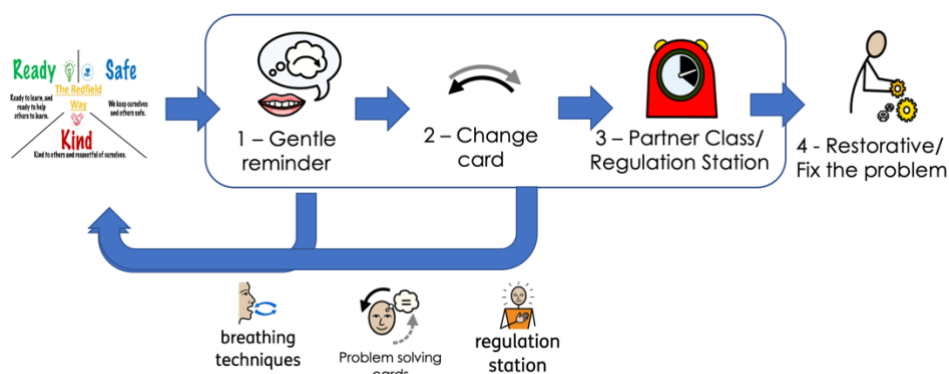 Ready
Safe
The Redfield
Way
Ready to learn, and
ready to help
others to learn.
We keep ourselves
and others safe.
Kind
Kind to others and respectful of ourselves.
1 – Gentle
reminder
2 – Change
card
3 – Partner Class/
Regulation Station
4 - Restorative/
Fix the problem
breathing
techniques
Problem solving
cards
regulation
station